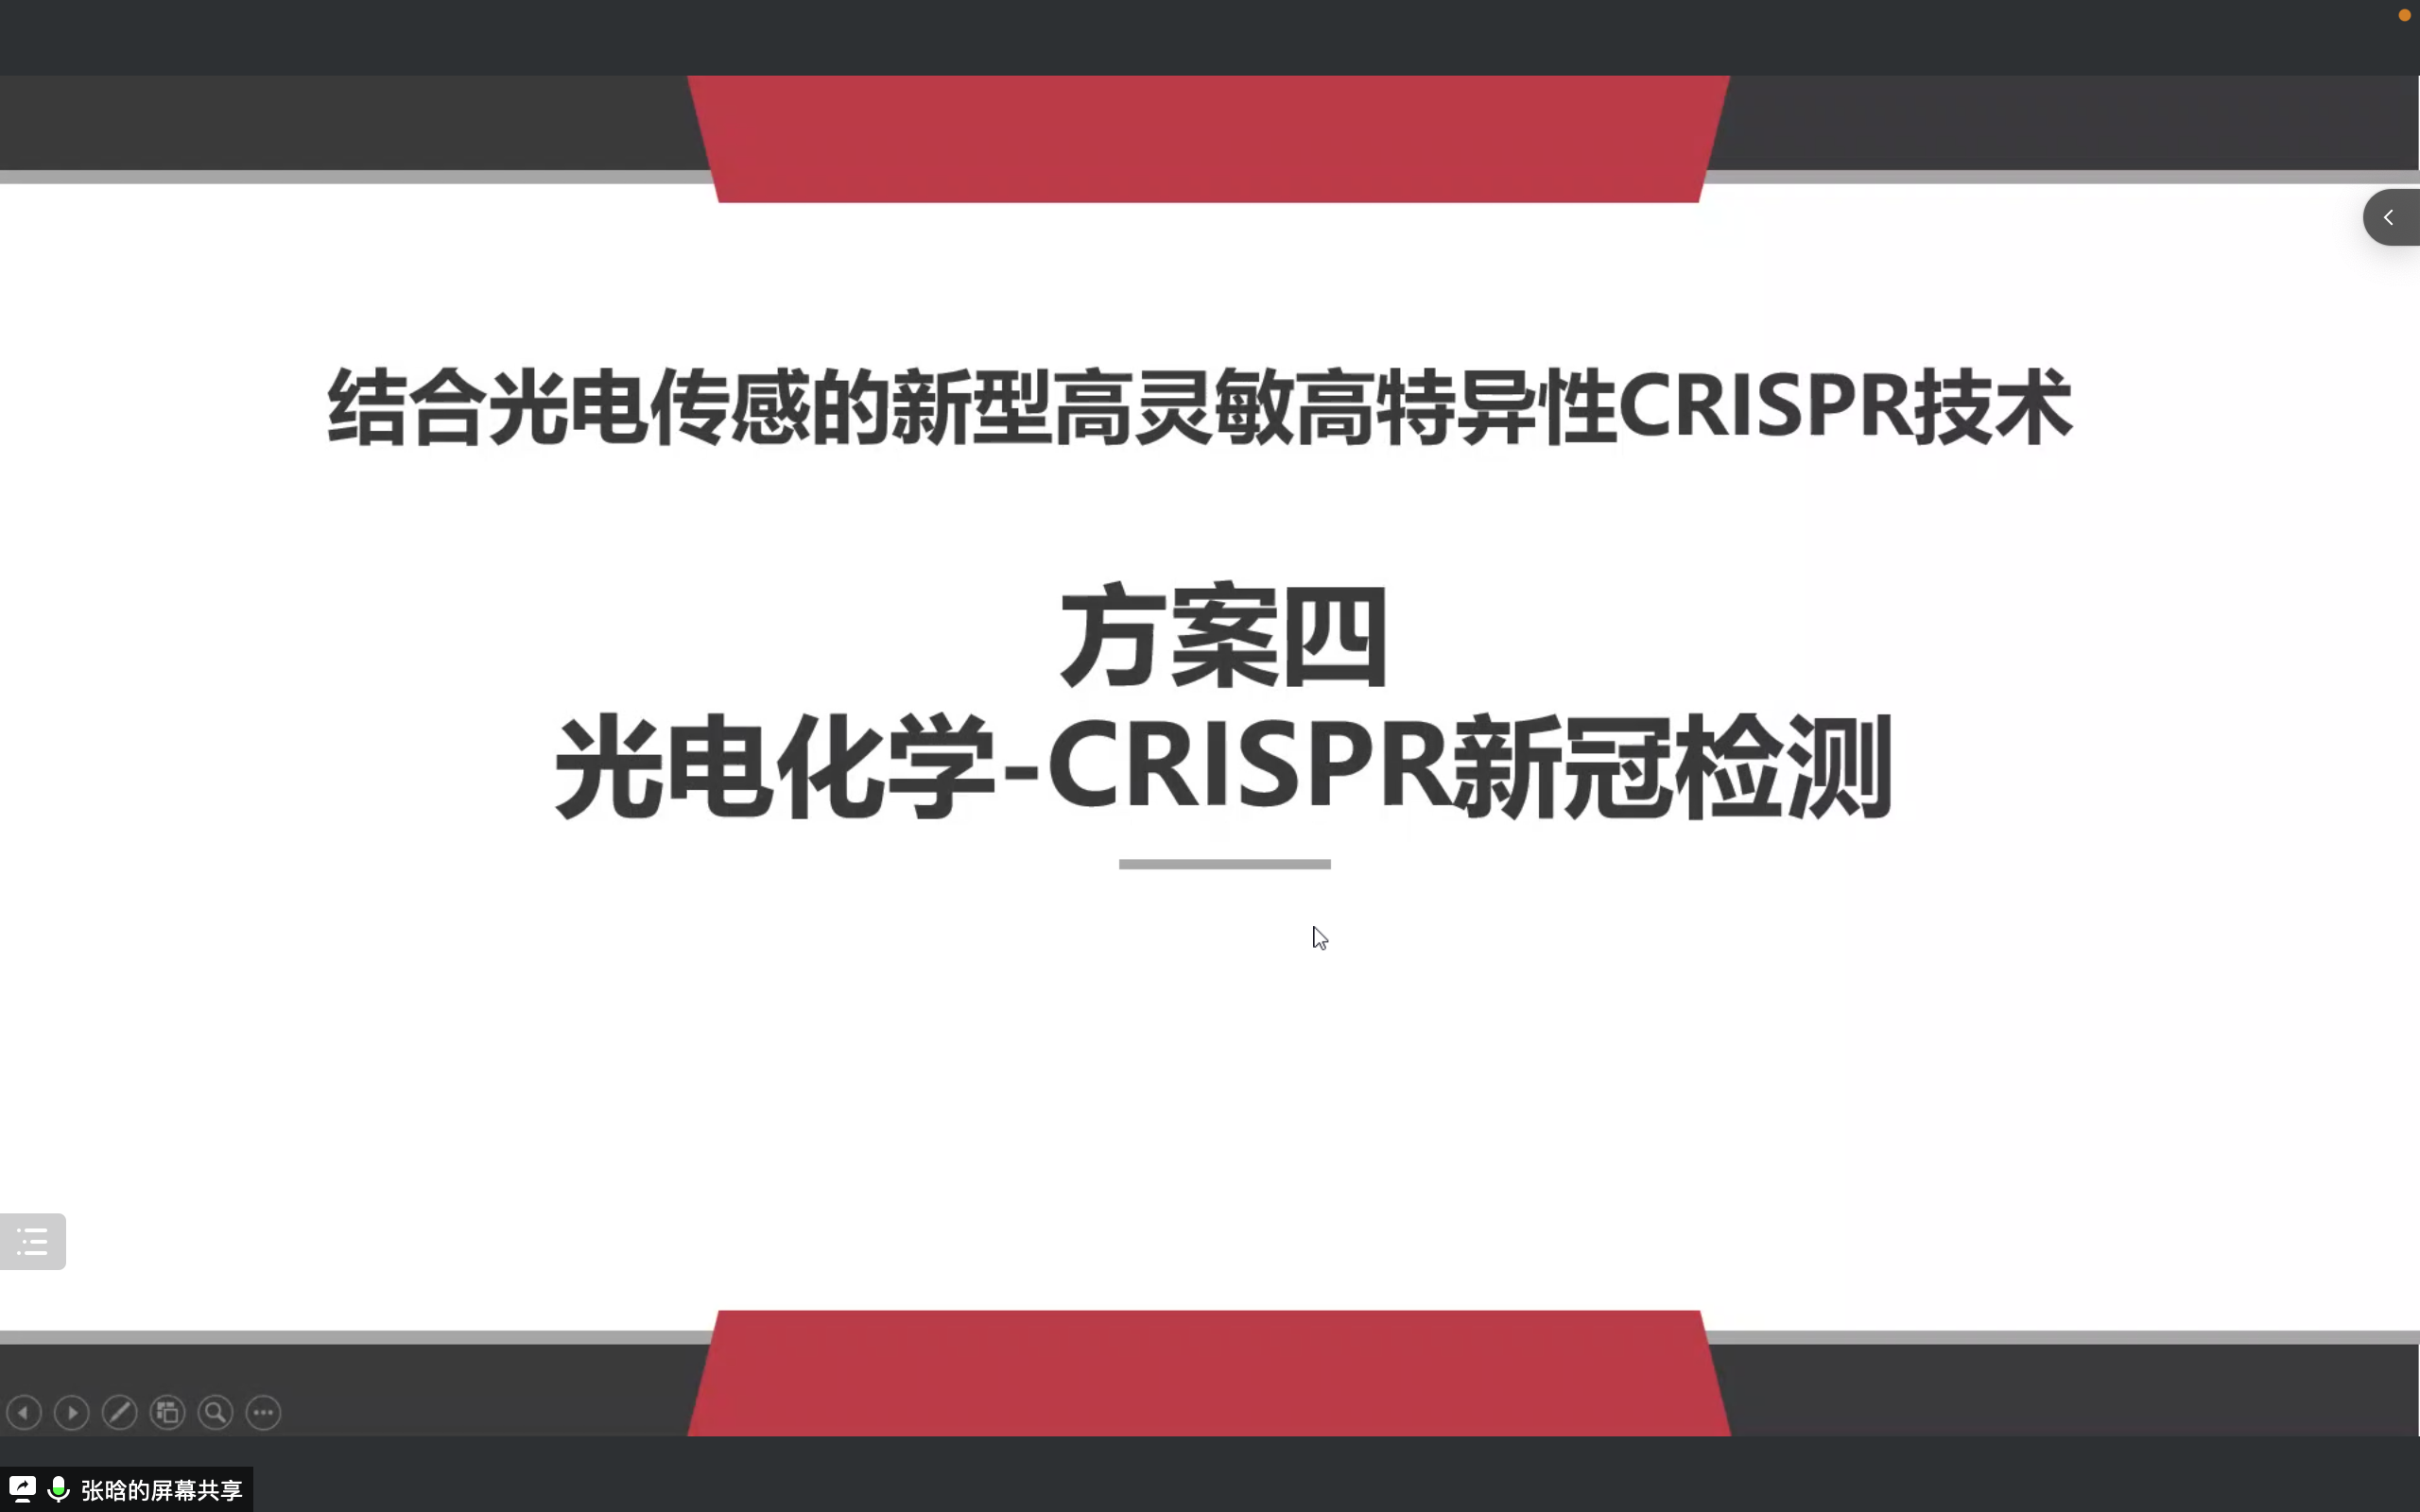 结合光电传感的新型高灵敏高特异性CRISPR技术
方案四
光电化学-CRISPR新冠检测
张晗的屏幕共享